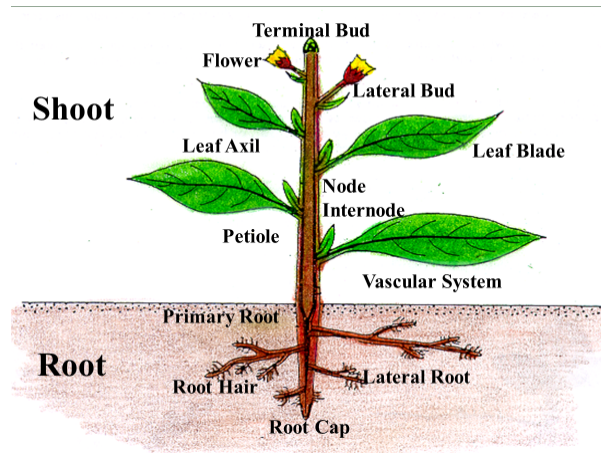 Terminal Bud
Flower
Lateral Bud
Shoot
Leaf Axil
Leaf Blade
Node
Internode
Petiole
Vascular System
Primary Root
Root
Root Hair
Lateral Root
Root Cap